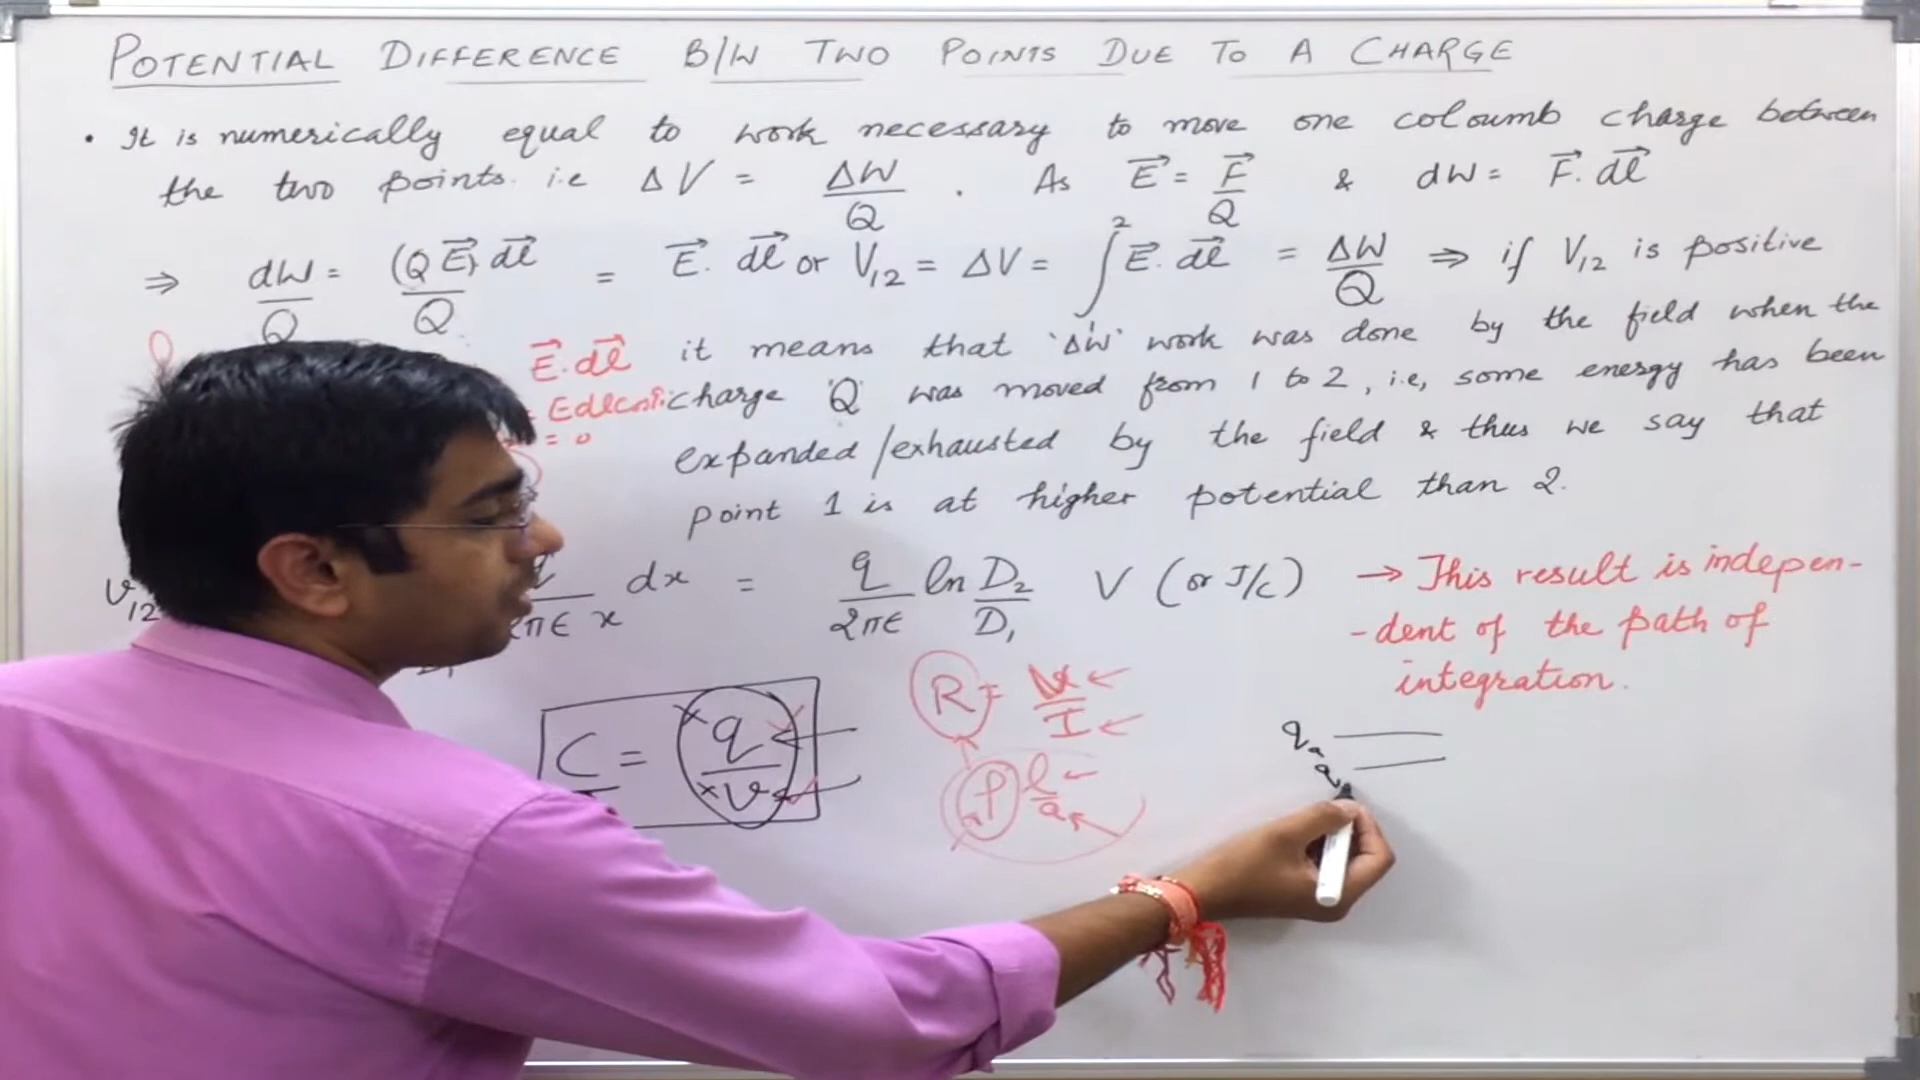 POTENTIAL DIFFERENCE B/W TWO POINTS DUE TO A CHARGE
• It is numerically equal to work necessary to move one coloumb charge between
the two points. i.e ΔV = ΔW/Q . As E⃗ = F⃗/Q & dW = F⃗. dl⃗
⇒ dW/Q = (QE⃗).dl⃗/Q = E⃗. dl⃗ or V12 = ΔV = ∫₁² E⃗. dl⃗ = ΔW/Q ⇒ if V12 is positive
E⃗.dl⃗ it means that 'ΔW' work was done by the field when the
charge 'Q' was moved from 1 to 2, i.e, some energy has been
= 0
expanded/exhausted by the field & thus we say that
point 1 is at higher potential than 2.
v12 q/2πϵx dx = q/2πϵ ln D2/D1 V (or J/C) → This result is indepen-
-dent of the path of
integration.
C = q/v
R = V/I
ρ l/a
qa
q